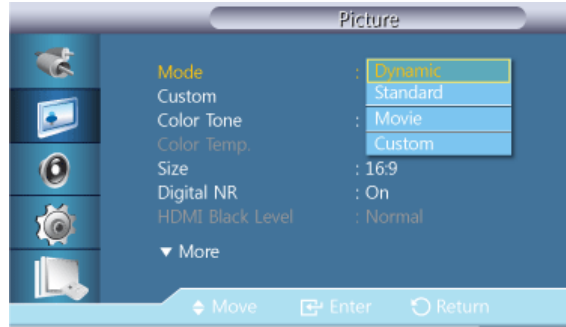 Picture
Mode : Dynamic
Custom Standard
Color Tone : Movie
Color Temp. Custom
Size : 16:9
Digital NR : On
HDMI Black Level : Normal
▼ More
Move Enter Return